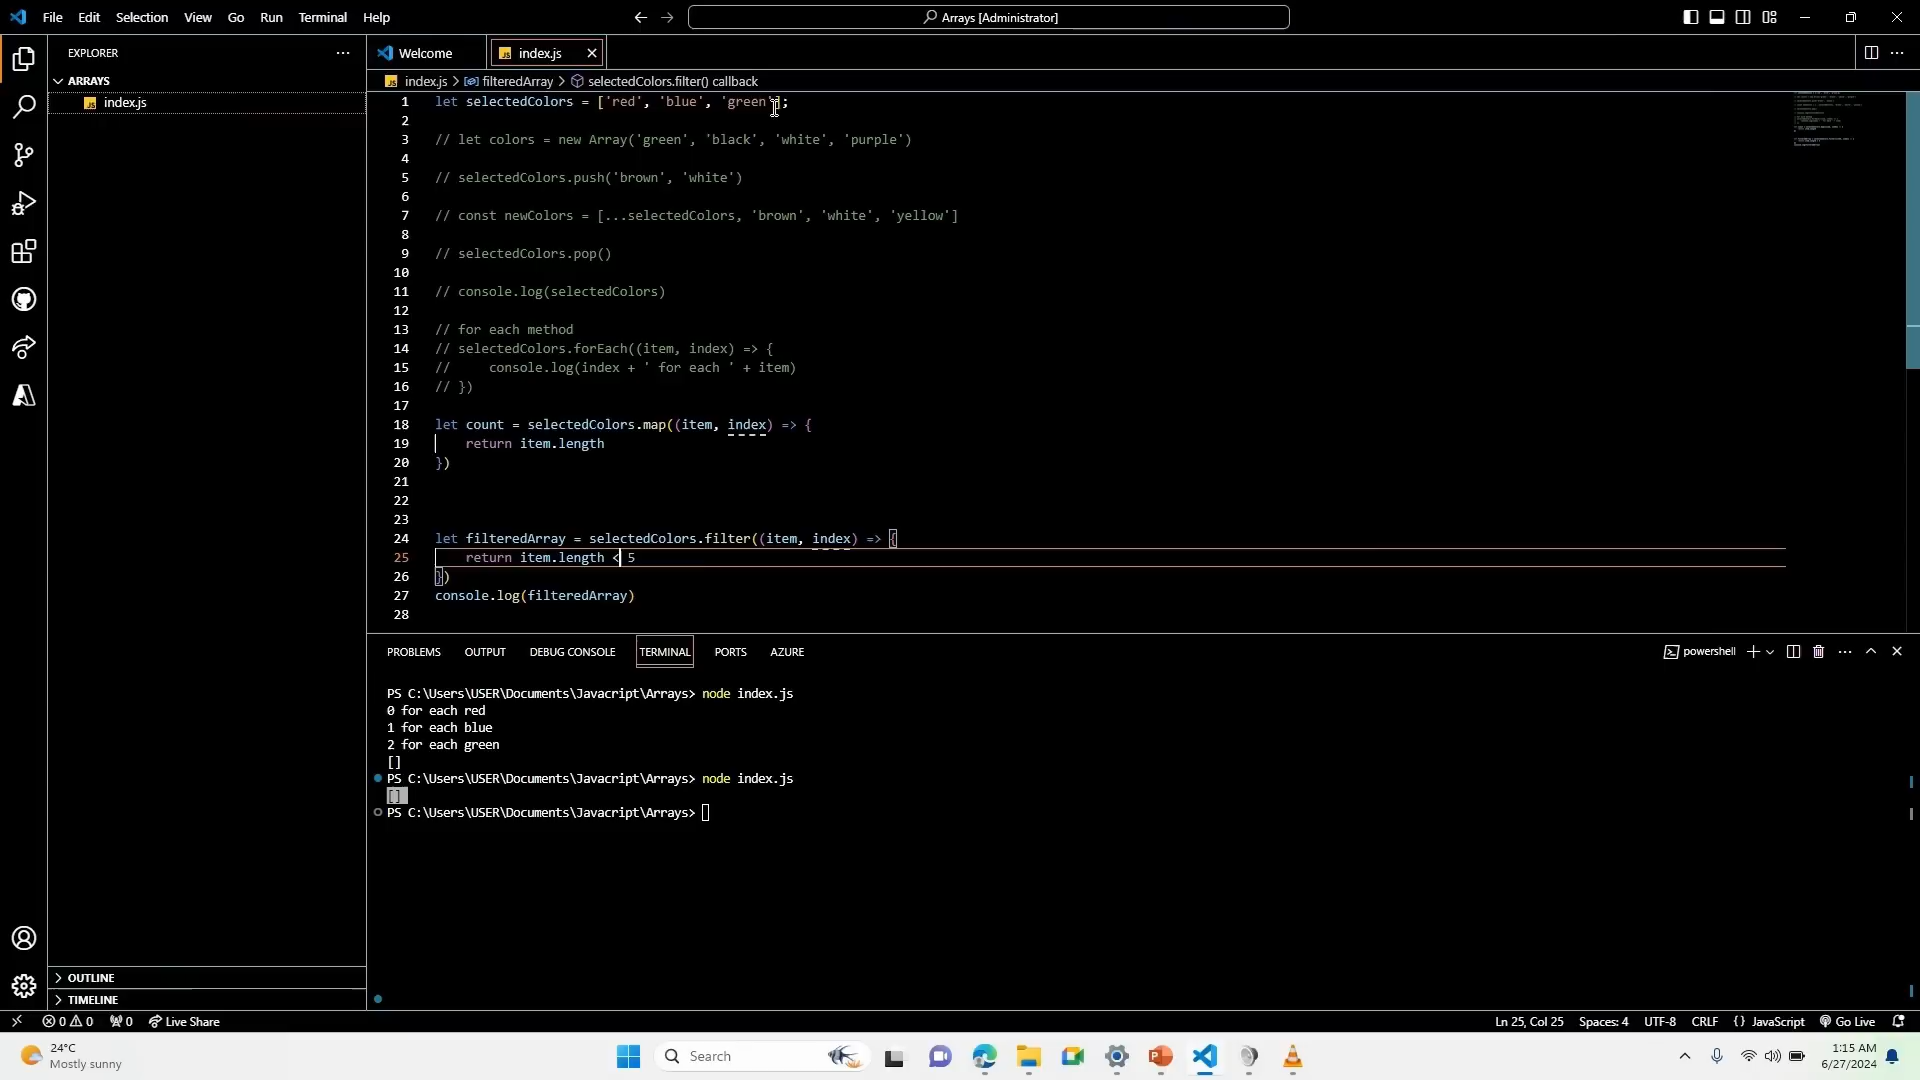 File Edit Selection View Go Run Terminal Help
Arrays [Administrator]
EXPLORER
ARRAYS
index.js
OUTLINE
TIMELINE
Welcome
index.js
index.js > filteredArray > selectedColors.filter() callback
1 let selectedColors = ['red', 'blue', 'green'];
2
3 // let colors = new Array('green', 'black', 'white', 'purple')
4
5 // selectedColors.push('brown', 'white')
6
7 // const newColors = [...selectedColors, 'brown', 'white', 'yellow']
8
9 // selectedColors.pop()
10
11 // console.log(selectedColors)
12
13 // for each method
14 // selectedColors.forEach((item, index) => {
15 //     console.log(index + ' for each ' + item)
16 // })
17
18 let count = selectedColors.map((item, index) => {
19     return item.length
20 })
21
22
23
24 let filteredArray = selectedColors.filter((item, index) => {
25     return item.length < 5
26 })
27 console.log(filteredArray)
28
PROBLEMS OUTPUT DEBUG CONSOLE TERMINAL PORTS AZURE
powershell
PS C:\Users\USER\Documents\Javacript\Arrays> node index.js
0 for each red
1 for each blue
2 for each green
[]
PS C:\Users\USER\Documents\Javacript\Arrays> node index.js
[]
PS C:\Users\USER\Documents\Javacript\Arrays>
0 0 0 Live Share
Ln 25, Col 25 Spaces: 4 UTF-8 CRLF {} JavaScript Go Live
24°C
Mostly sunny
Search
1:15 AM
6/27/2024